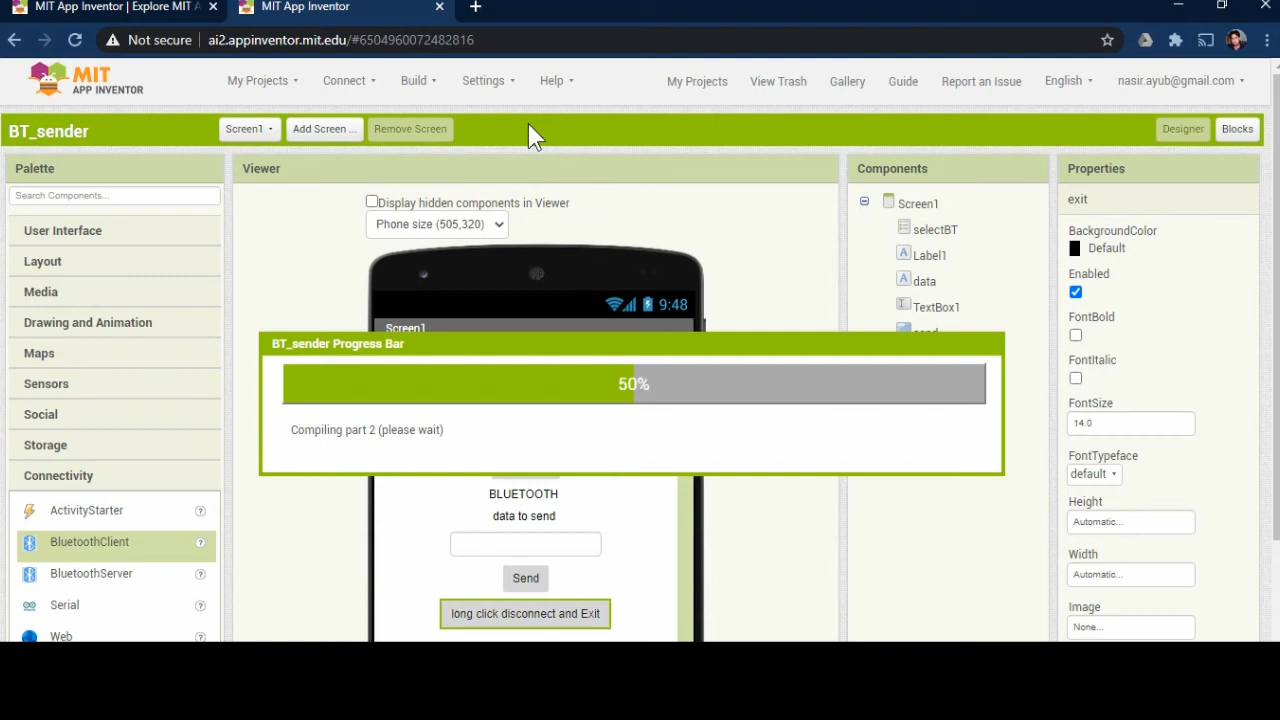 MIT App Inventor | Explore MIT A
MIT App Inventor
Not secure
ai2.appinventor.mit.edu/#6504960072482816
MIT
APP INVENTOR
My Projects
Connect
Build
Settings
Help
My Projects
View Trash
Gallery
Guide
Report an Issue
English
nasir.ayub@gmail.com
BT_sender
Screen1
Add Screen ...
Remove Screen
Designer
Blocks
Palette
Search Components...
User Interface
Layout
Media
Drawing and Animation
Maps
Sensors
Social
Storage
Connectivity
ActivityStarter
BluetoothClient
BluetoothServer
Serial
Web
Viewer
Display hidden components in Viewer
Phone size (505,320)
9:48
Screen1
BT_sender Progress Bar
50%
Compiling part 2 (please wait)
BLUETOOTH
data to send
Send
long click disconnect and Exit
Components
Screen1
selectBT
A Label1
A data
TextBox1
Properties
exit
BackgroundColor
Default
Enabled
FontBold
FontItalic
FontSize
14.0
FontTypeface
default
Height
Automatic...
Width
Automatic...
Image
None...